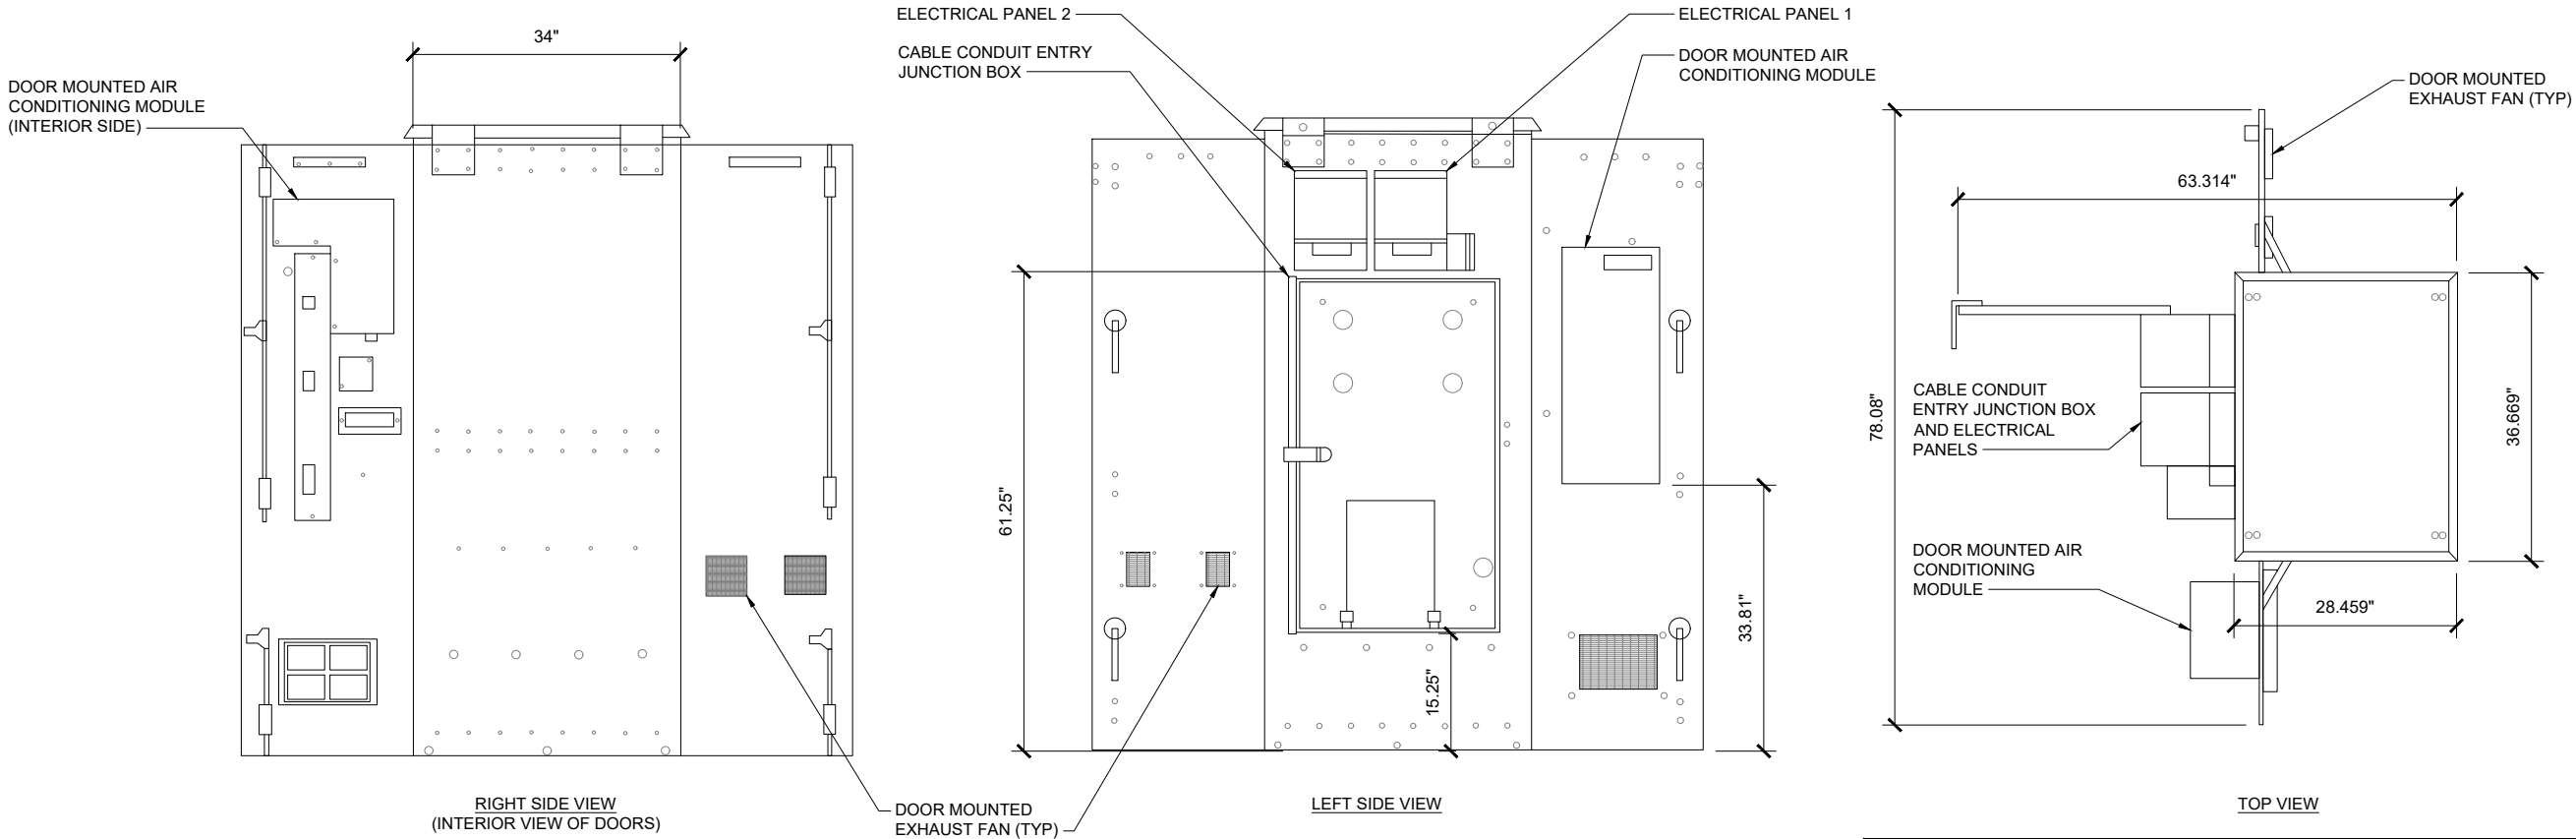 34"
DOOR MOUNTED AIR
CONDITIONING MODULE
(INTERIOR SIDE)
RIGHT SIDE VIEW
(INTERIOR VIEW OF DOORS)
ELECTRICAL PANEL 2
CABLE CONDUIT ENTRY
JUNCTION BOX
ELECTRICAL PANEL 1
DOOR MOUNTED AIR
CONDITIONING MODULE
61.25"
15.25"
33.81"
DOOR MOUNTED
EXHAUST FAN (TYP)
LEFT SIDE VIEW
DOOR MOUNTED
EXHAUST FAN (TYP)
63.314"
78.08"
CABLE CONDUIT
ENTRY JUNCTION BOX
AND ELECTRICAL
PANELS
36.669"
DOOR MOUNTED AIR
CONDITIONING
MODULE
28.459"
TOP VIEW